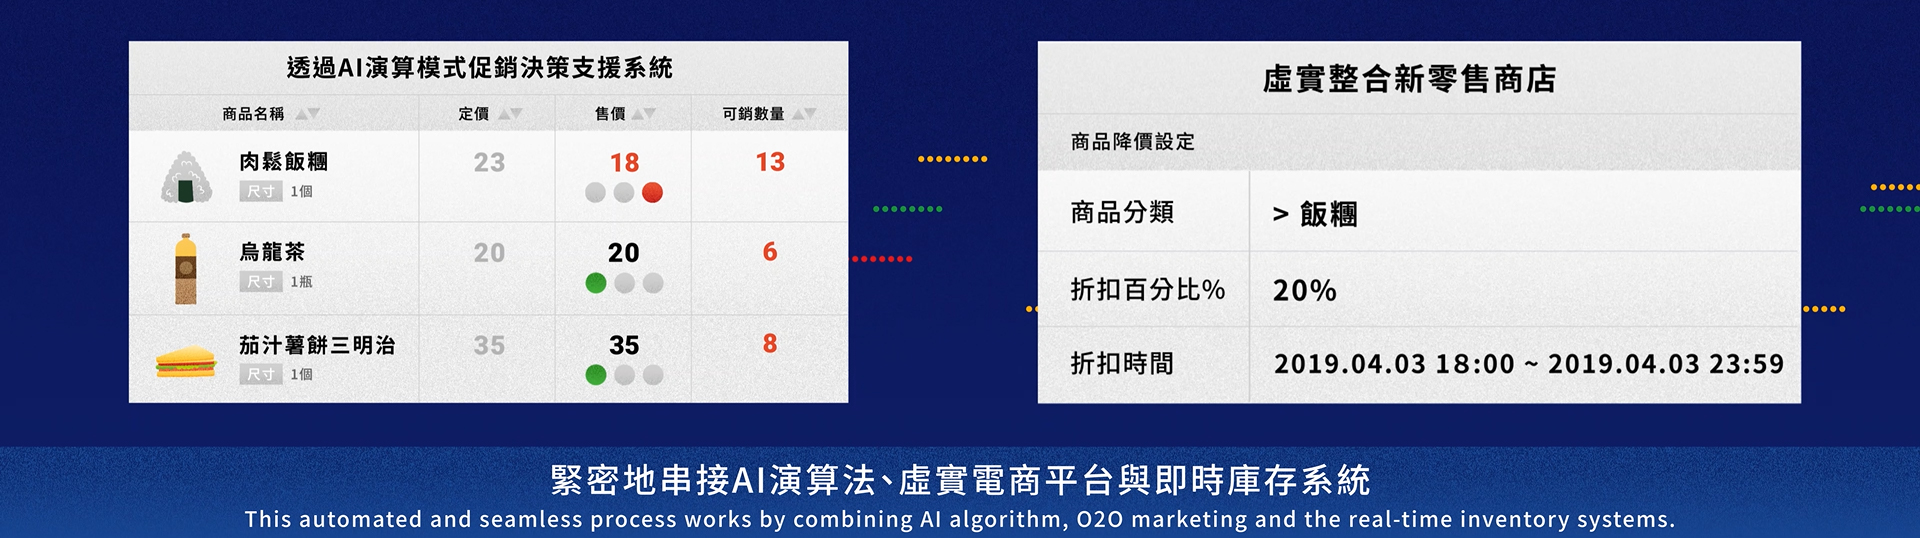 透過AI演算模式促銷決策支援系統
商品名稱 定價 售價 可銷數量
肉鬆飯糰 23 18 13
尺寸 1個
烏龍茶 20 20 6
尺寸 1瓶
茄汁薯餅三明治 35 35 8
尺寸 1個
虛實整合新零售商店
商品降價設定
商品分類 > 飯糰
折扣百分比% 20%
折扣時間 2019.04.03 18:00 ~ 2019.04.03 23:59
緊密地串接AI演算法、虛實電商平台與即時庫存系統
This automated and seamless process works by combining AI algorithm, O2O marketing and the real-time inventory systems.